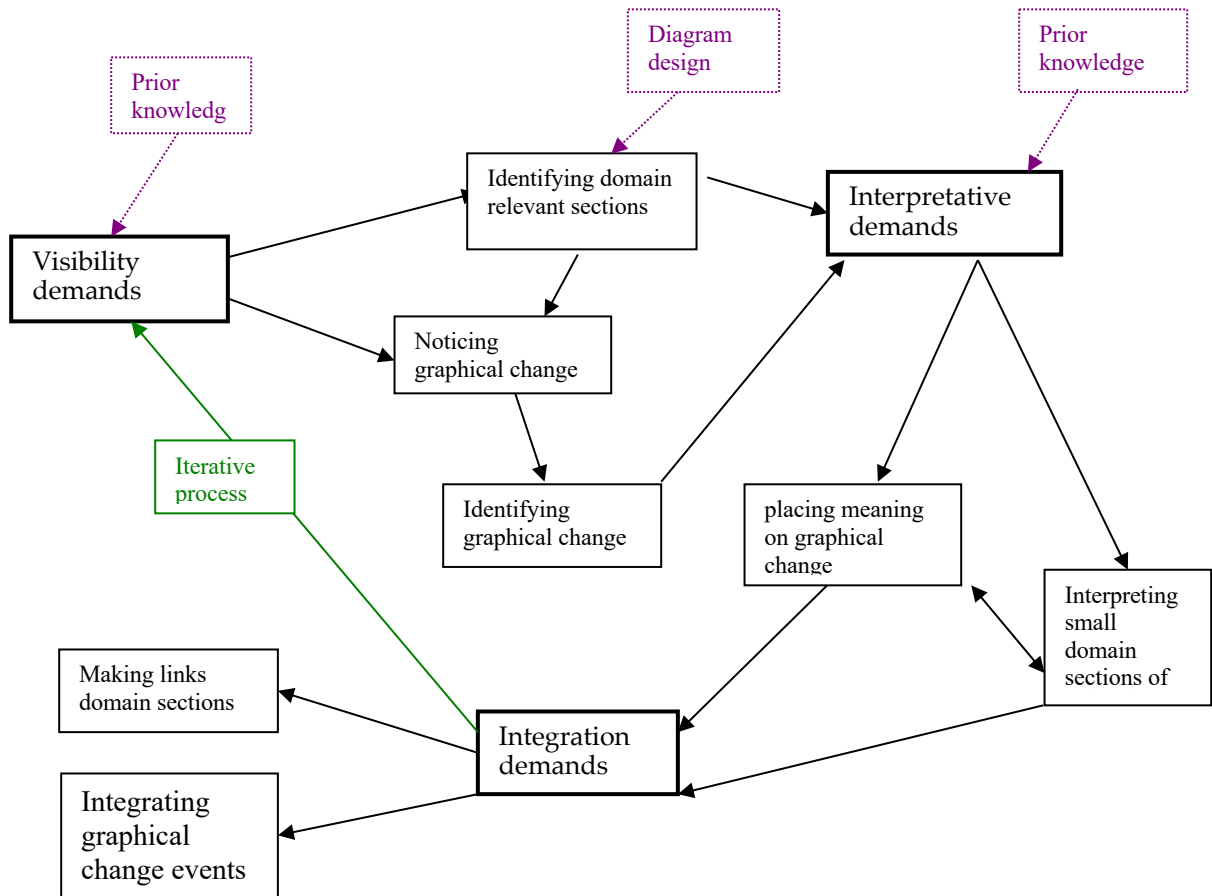 Diagram
design
Prior
knowledge
Prior
knowledg
Identifying domain
relevant sections
Interpretative
demands
Visibility
demands
Noticing
graphical change
Iterative
process
Identifying
graphical change
placing meaning
on graphical
change
Interpreting
small
domain
sections of
Making links
domain sections
Integration
demands
Integrating
graphical
change events